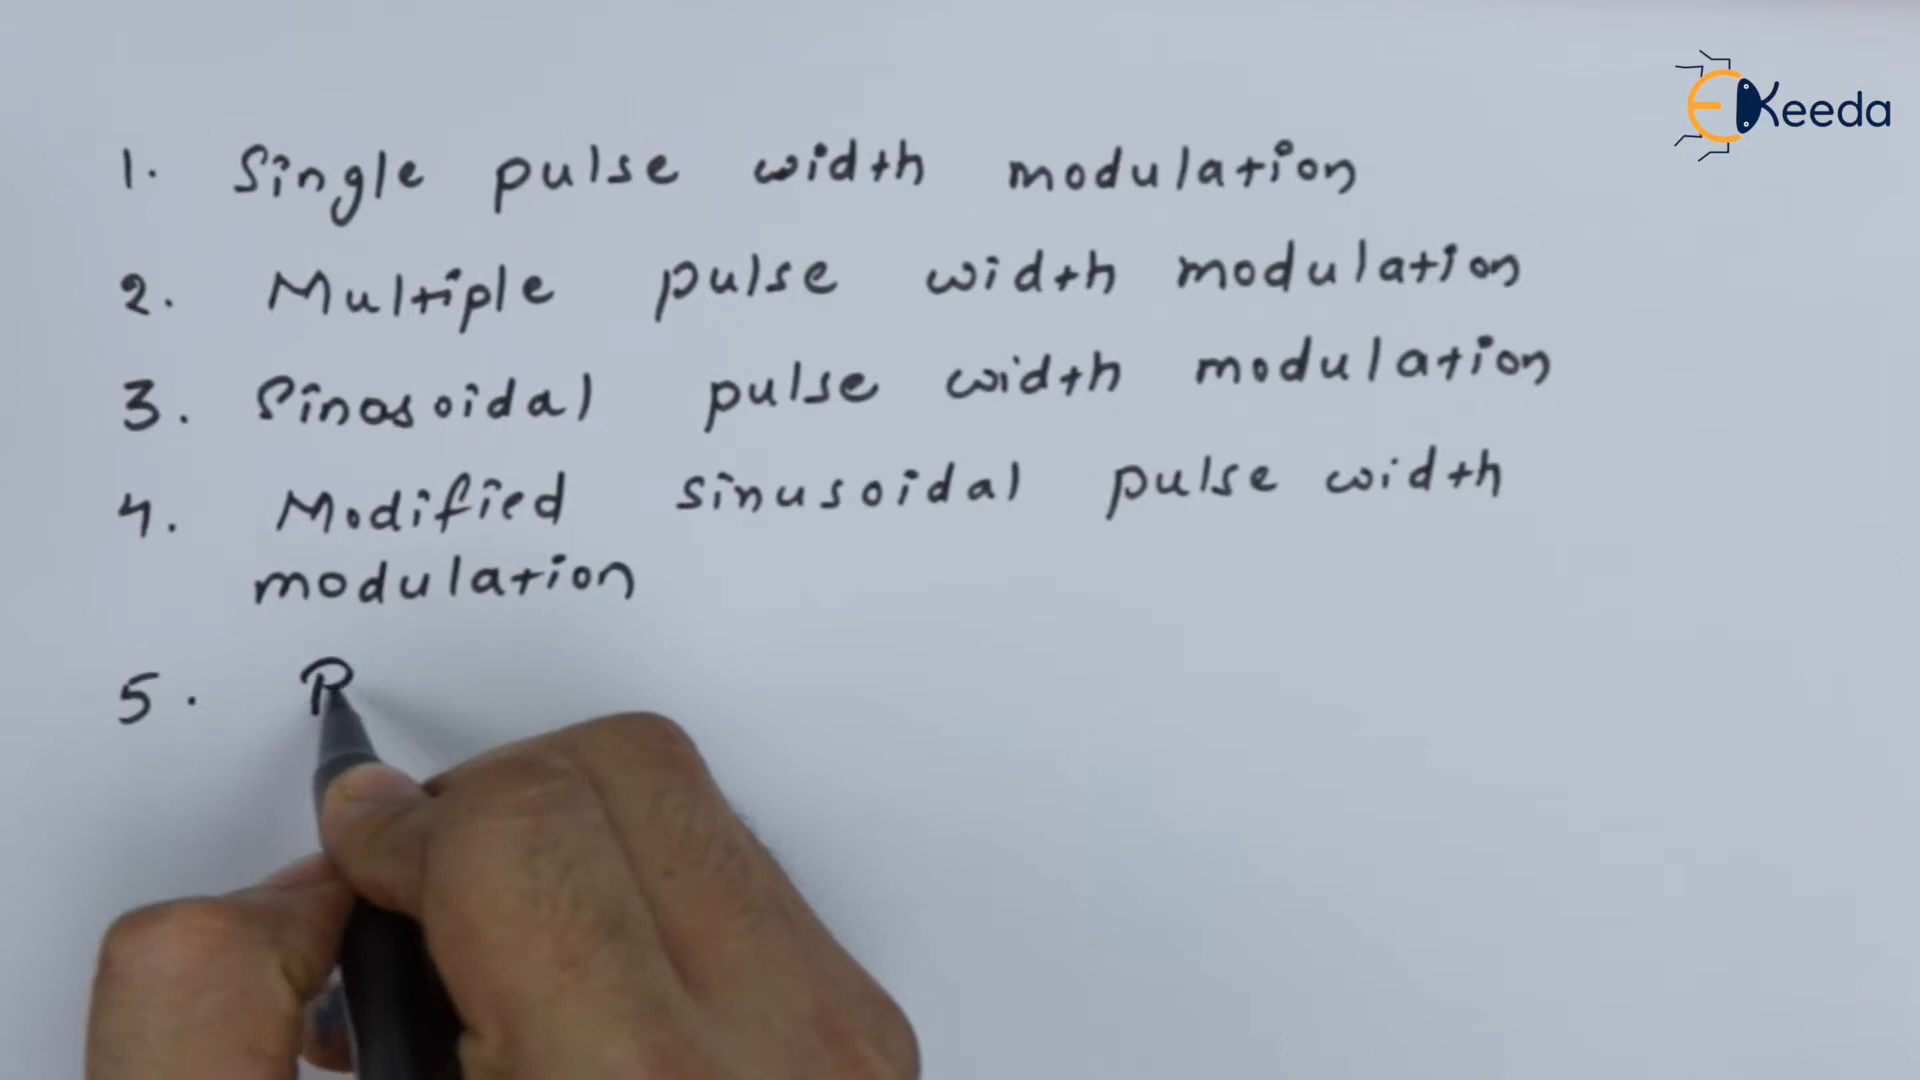 EKeeda
1. Single pulse width modulation
2. Multiple pulse width modulation
3. Sinosoidal pulse width modulation
4. Modified sinusoidal pulse width
modulation
5. P